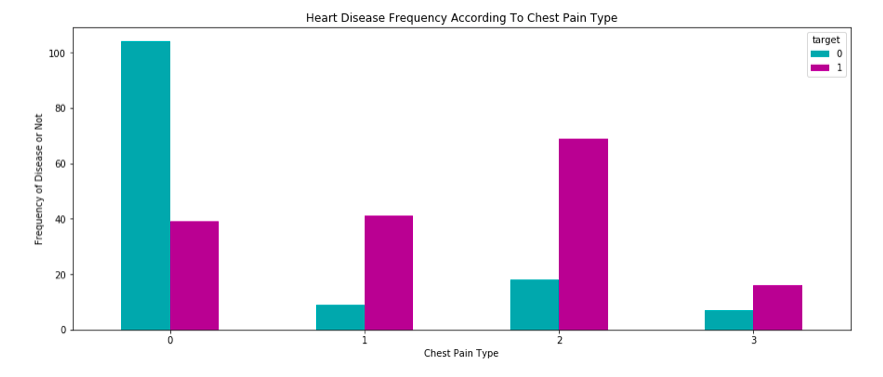 Heart Disease Frequency According To Chest Pain Type
target
0
1
100
80
60
40
20
0
Frequency of Disease or Not
0 1 2 3
Chest Pain Type